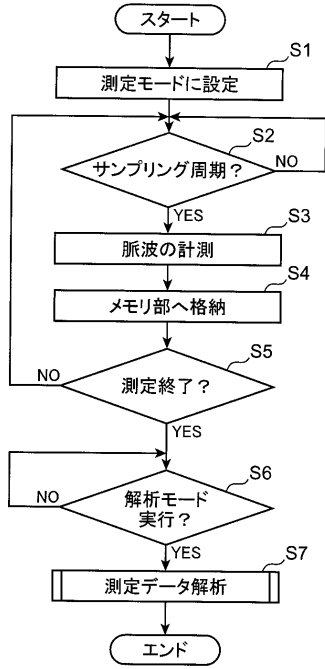 スタート
S1
測定モードに設定
S2
サンプリング周期？
NO
YES
S3
脈波の計測
S4
メモリ部へ格納
S5
NO
測定終了？
YES
S6
解析モード
実行？
NO
YES
S7
測定データ解析
エンド